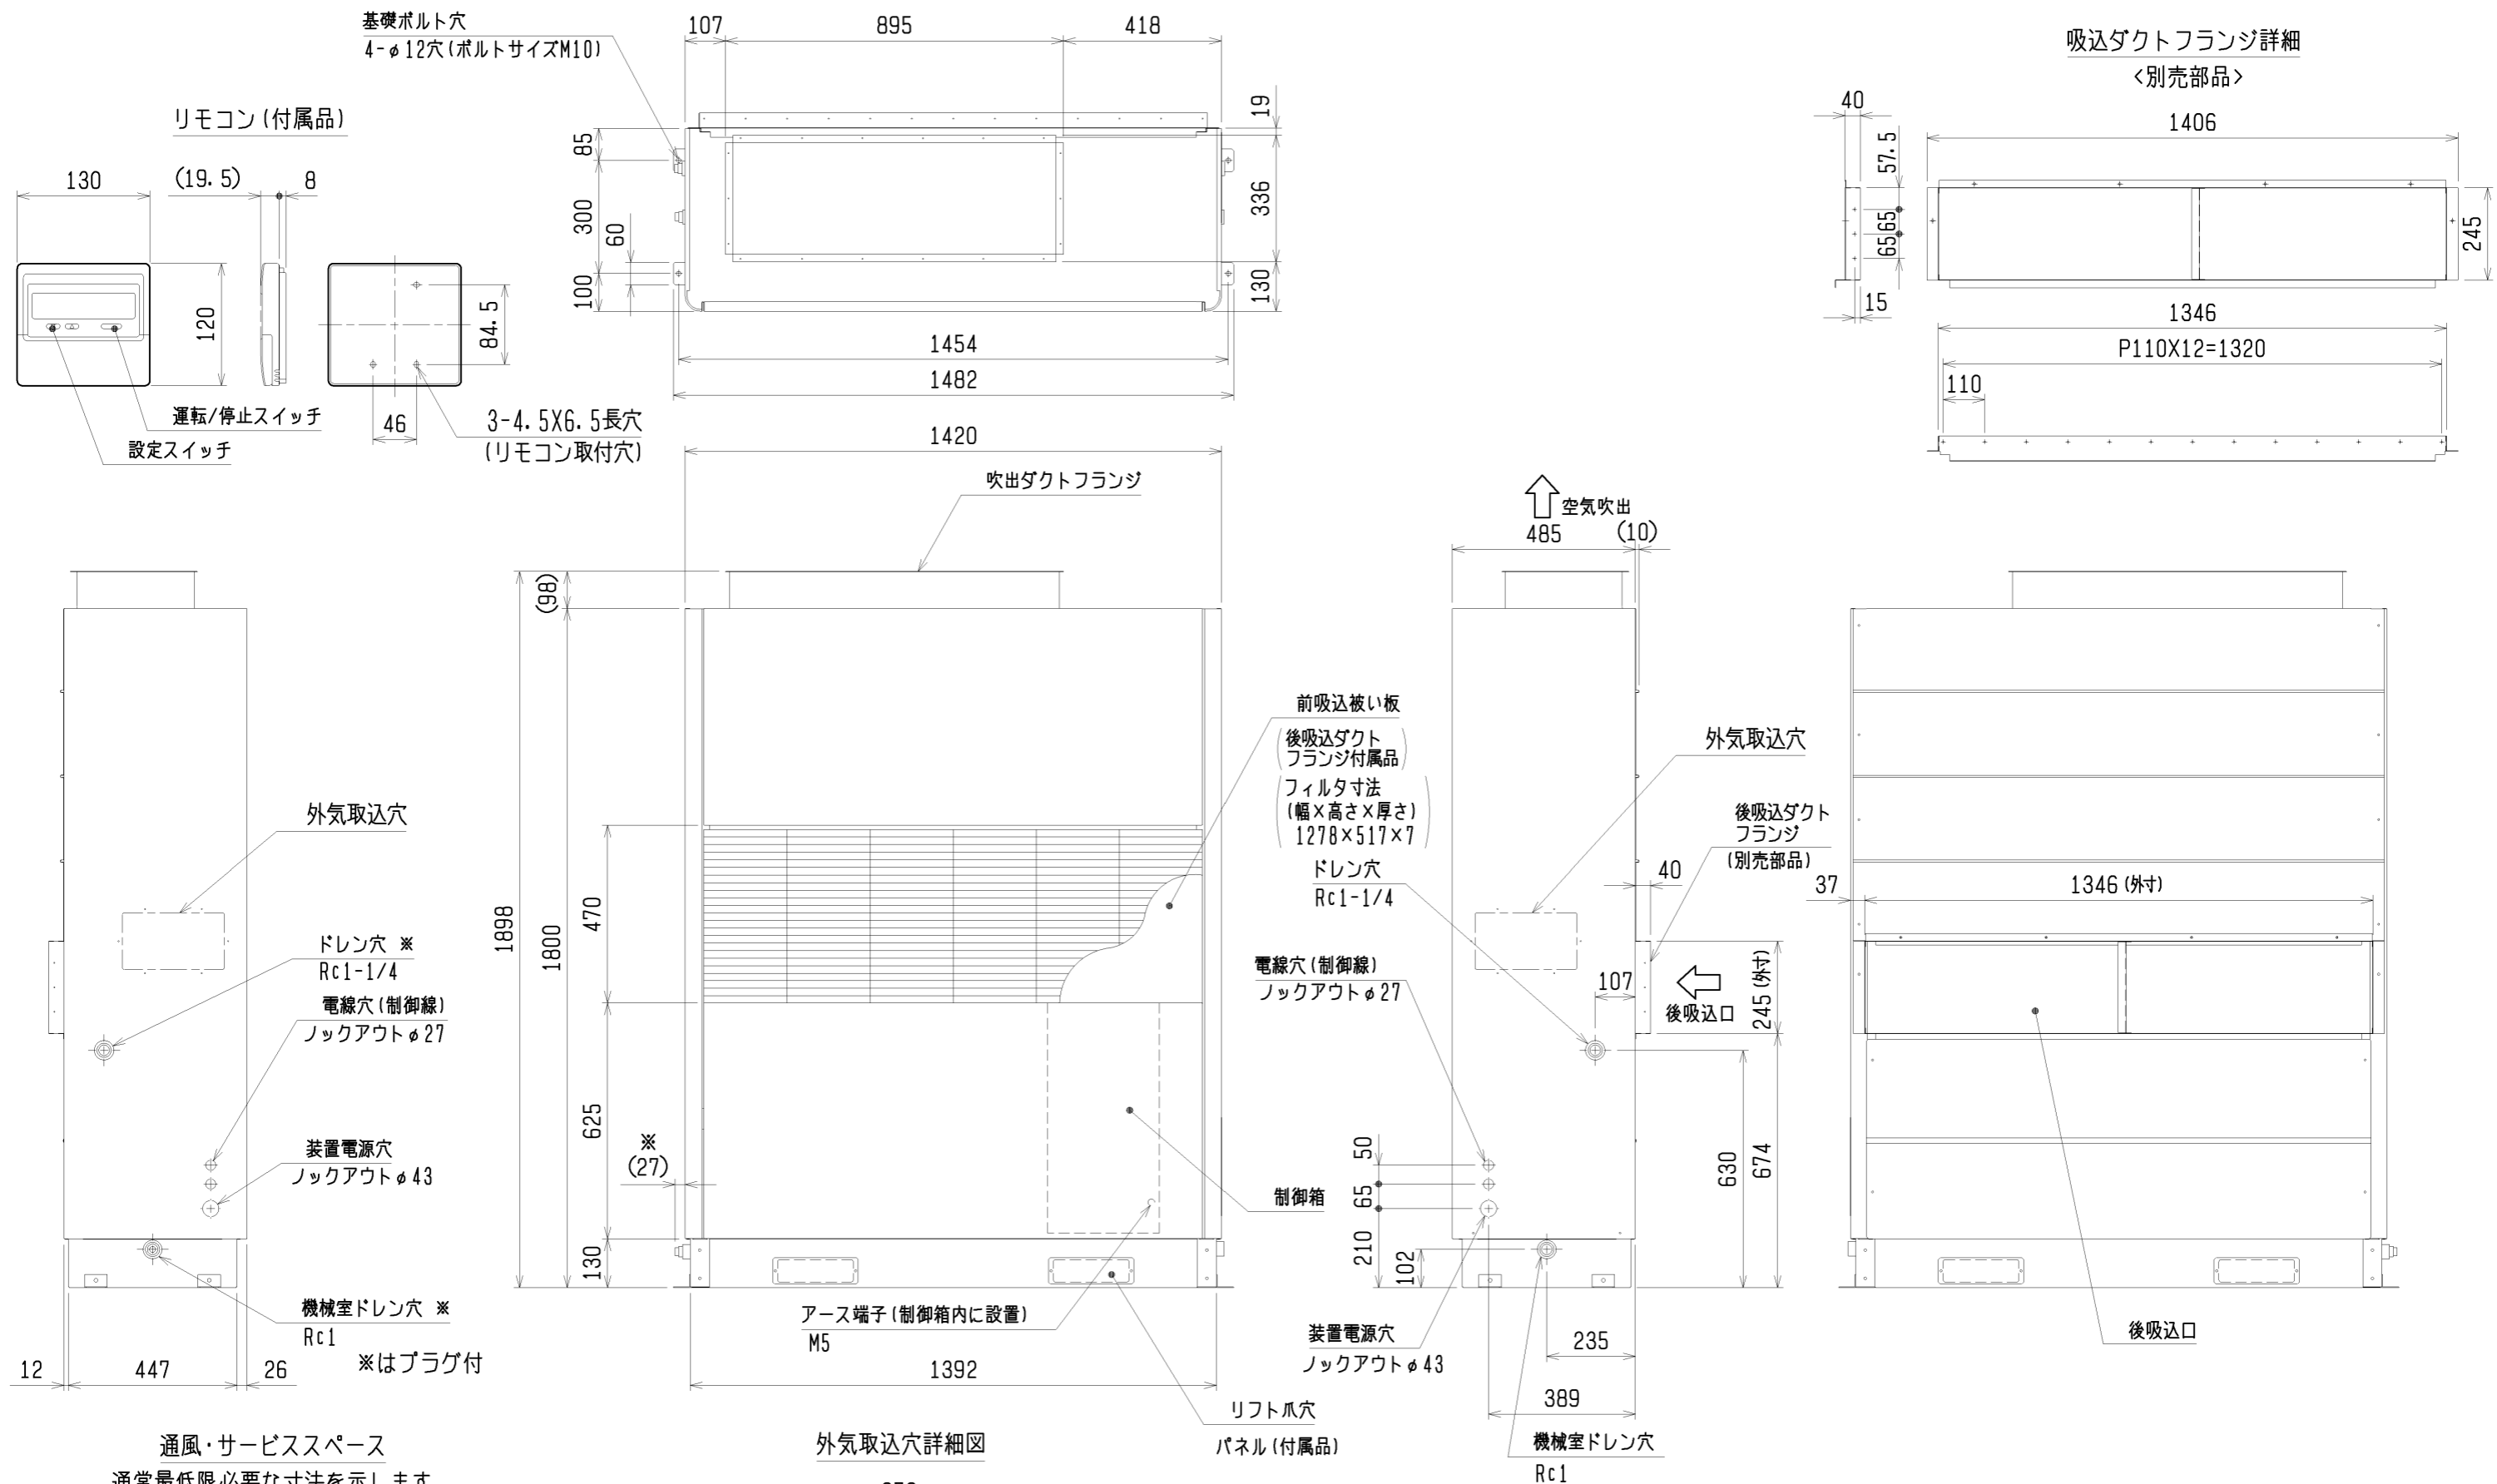 基礎ボルト穴
4-φ12穴(ボルトサイズM10)
107
895
418
19
336
130
85
300
100
60
1454
1482
リモコン(付属品)
130
(19.5)
8
120
84.5
46
運転/停止スイッチ
設定スイッチ
3-4.5X6.5長穴
(リモコン取付穴)
吸込ダクトフランジ詳細
<別売部品>
40
1406
57.5
65
65
245
15
1346
P110X12=1320
110
外気取込穴
ドレン穴 ※
Rc1-1/4
電線穴(制御線)
ノックアウトφ27
装置電源穴
ノックアウトφ43
機械室ドレン穴 ※
Rc1
※はプラグ付
12
447
26
1420
吹出ダクトフランジ
(98)
1898
1800
470
625
130
※
(27)
前吸込被い板
(後吸込ダクト
フランジ付属品)
(フィルタ寸法
(幅×高さ×厚さ)
1278×517×7)
制御箱
アース端子(制御箱内に設置)
M5
1392
リフト爪穴
パネル(付属品)
空気吹出
485
(10)
外気取込穴
後吸込ダクト
フランジ
(別売部品)
40
ドレン穴
Rc1-1/4
電線穴(制御線)
ノックアウトφ27
107
後吸込口
50
65
210
102
630
674
245(外寸)
装置電源穴
ノックアウトφ43
235
389
機械室ドレン穴
Rc1
37
1346(外寸)
後吸込口
通風・サービススペース
通常最低限必要な寸法を示します
外気取込穴詳細図